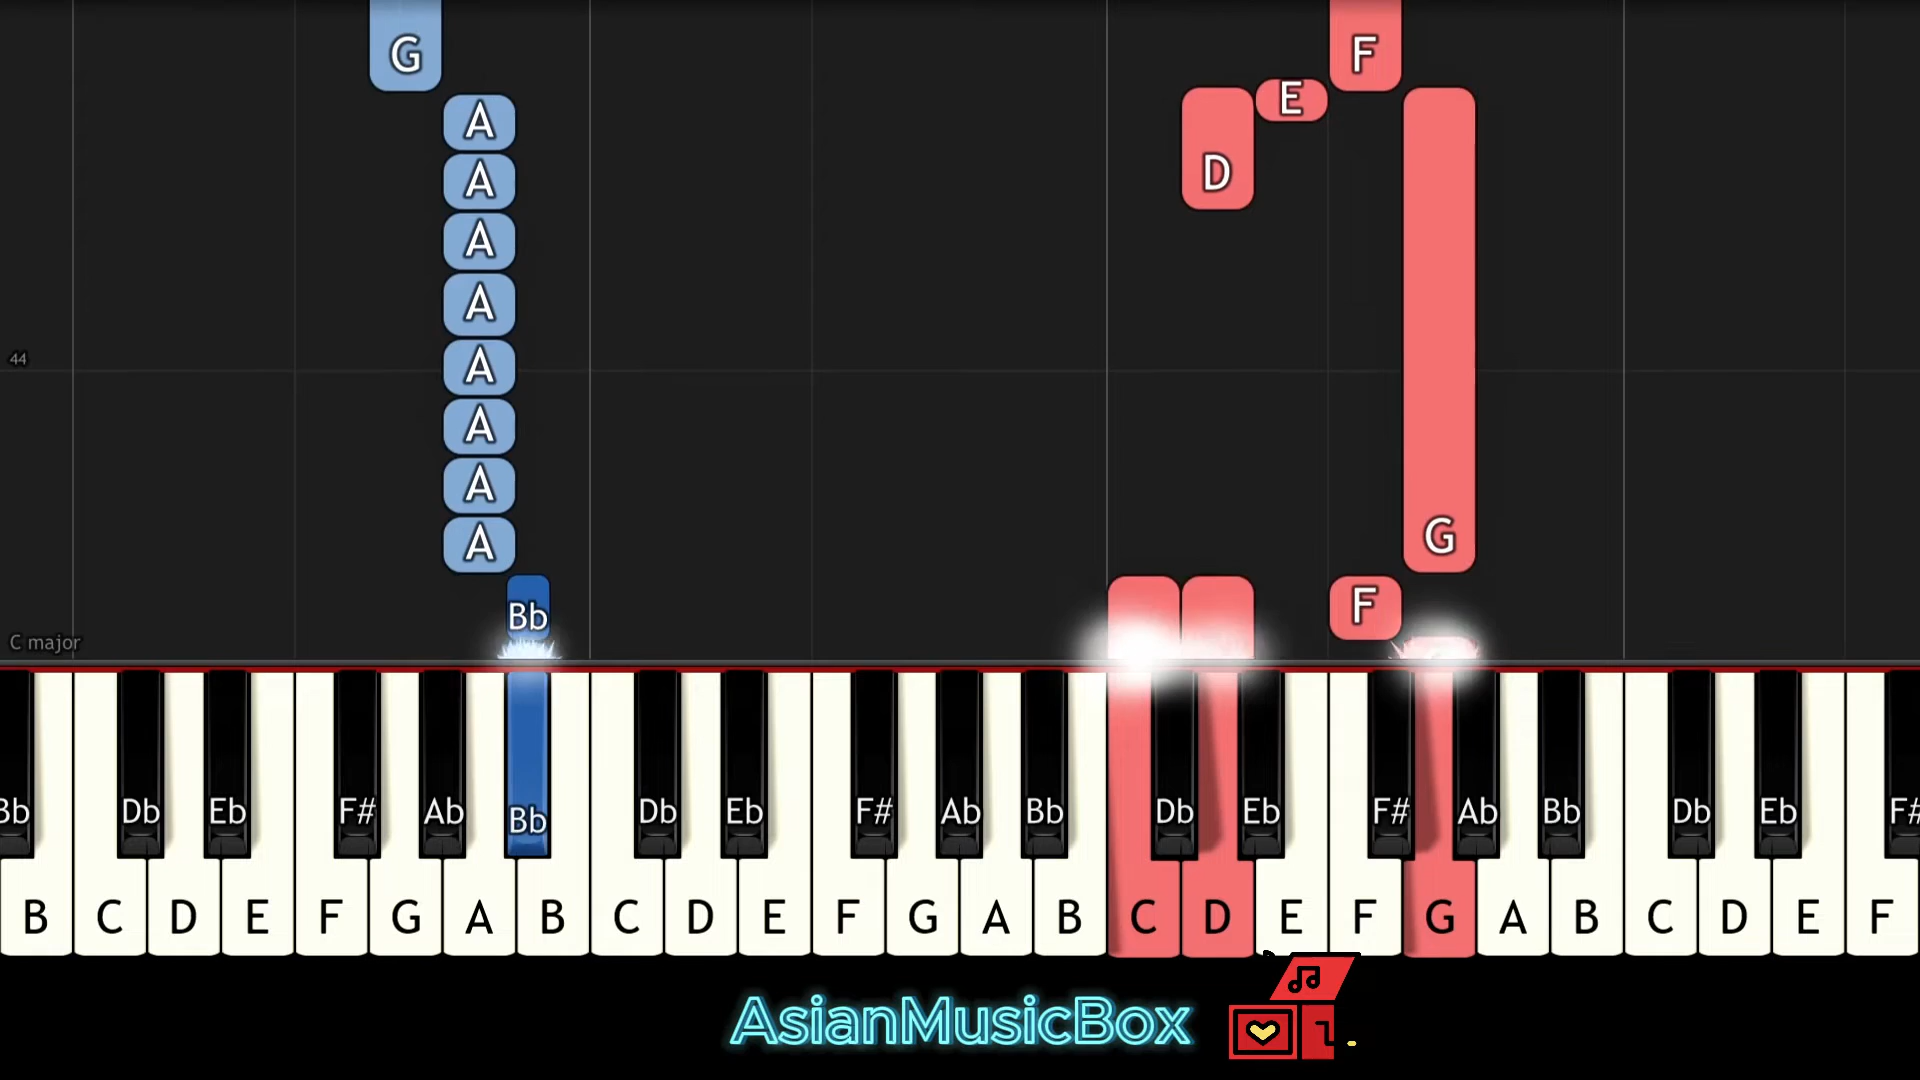 G F
A E
A D
A
A
44
A
A
A
A G
Bb F
C major
Bb Db Eb F# Ab Bb Db Eb F# Ab Bb Db Eb F# Ab Bb Db Eb F#
B C D E F G A B C D E F G A B C D E F G A B C D E F
AsianMusicBox